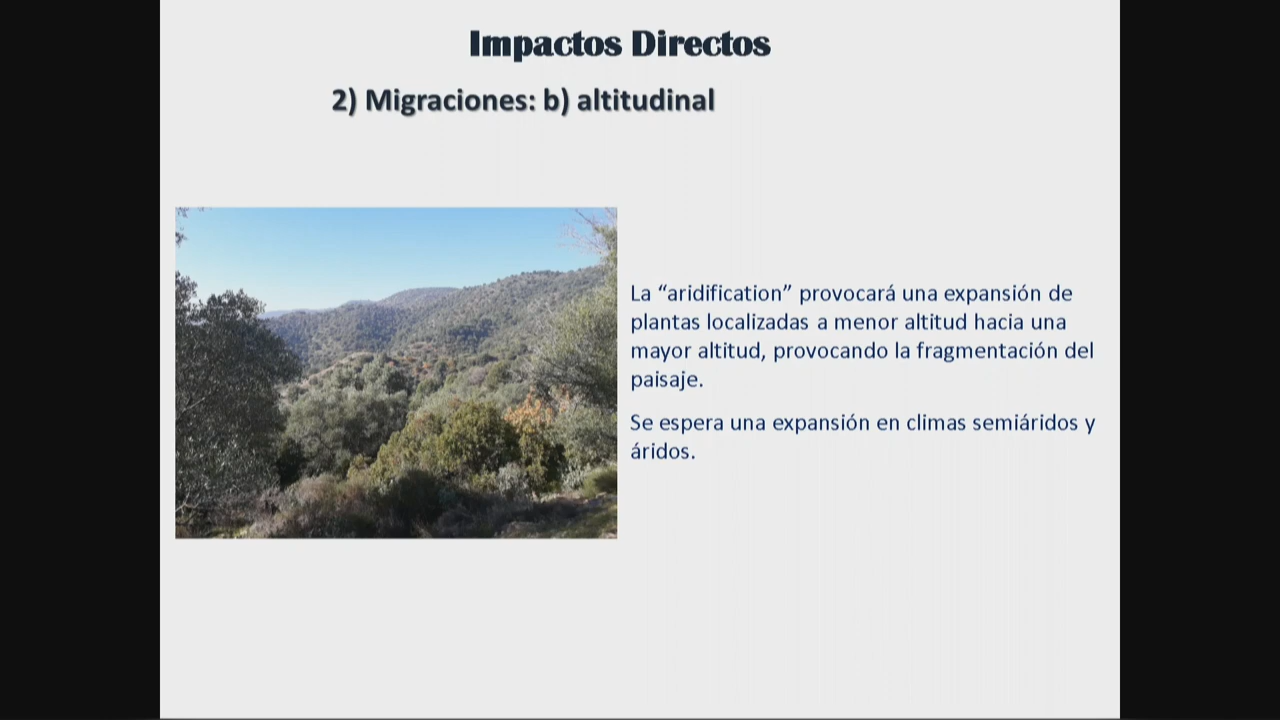 Impactos Directos
2) Migraciones: b) altitudinal
La “aridification” provocará una expansión de
plantas localizadas a menor altitud hacia una
mayor altitud, provocando la fragmentación del
paisaje.
Se espera una expansión en climas semiáridos y
áridos.